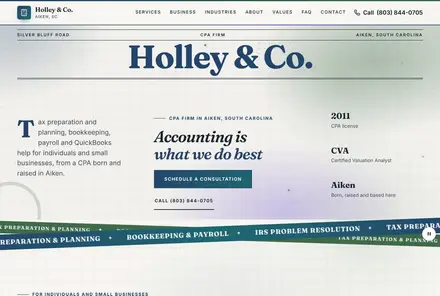 Holley & Co.
AIKEN, SC
SERVICES BUSINESS INDUSTRIES ABOUT VALUES FAQ CONTACT Call (803) 844-0705
SILVER BLUFF ROAD CPA FIRM AIKEN, SC
Holley & Co.
Tax preparation and
planning, bookkeeping,
payroll and QuickBooks
help for individuals and small
businesses, from a CPA born and
raised in Aiken.
CPA FIRM IN AIKEN, SOUTH CAROLINA
Accounting is
what we do best
SCHEDULE A CONSULTATION
CALL (803) 844-0705
2011
CPA license
CVA
Certified Valuation Analyst
Aiken
Born, raised and based here
PREPARATION & PLANNING
PREPARATION & PLANNING BOOKKEEPING & PAYROLL IRS PROBLEM RESOLUTION TAX PREPARA
TAX PREPARATION & PLANNING
FOR INDIVIDUALS AND SMALL BUSINESSES